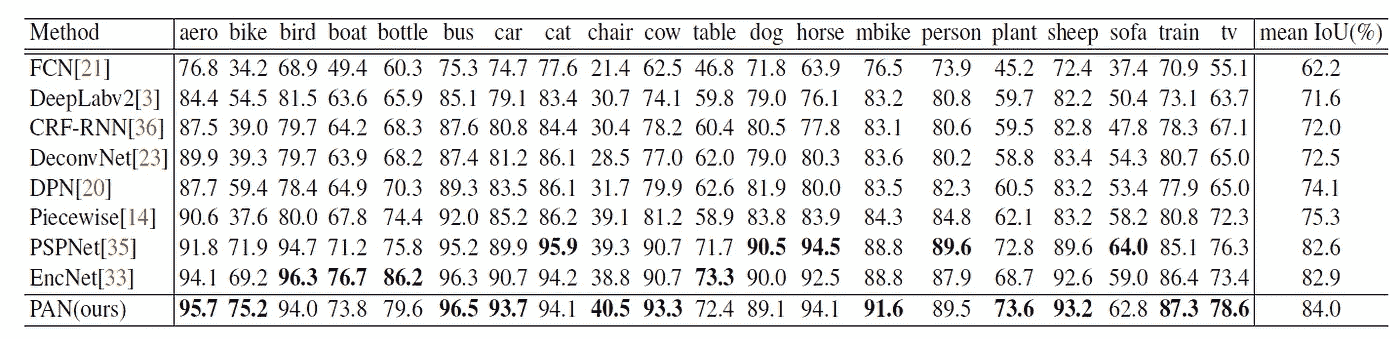 Method aero bike bird boat bottle bus car cat chair cow table dog horse mbike person plant sheep sofa train tv mean IoU(%)
FCN[21] 76.8 34.2 68.9 49.4 60.3 75.3 74.7 77.6 21.4 62.5 46.8 71.8 63.9 76.5 73.9 45.2 72.4 37.4 70.9 55.1 62.2
DeepLabv2[3] 84.4 54.5 81.5 63.6 65.9 85.1 79.1 83.4 30.7 74.1 59.8 79.0 76.1 83.2 80.8 59.7 82.2 50.4 73.1 63.7 71.6
CRF-RNN[36] 87.5 39.0 79.7 64.2 68.3 87.6 80.8 84.4 30.4 78.2 60.4 80.5 77.8 83.1 80.6 59.5 82.8 47.8 78.3 67.1 72.0
DeconvNet[23] 89.9 39.3 79.7 63.9 68.2 87.4 81.2 86.1 28.5 77.0 62.0 79.0 80.3 83.6 80.2 58.8 83.4 54.3 80.7 65.0 72.5
DPN[20] 87.7 59.4 78.4 64.9 70.3 89.3 83.5 86.1 31.7 79.9 62.6 81.9 80.0 83.5 82.3 60.5 83.2 53.4 77.9 65.0 74.1
Piecewise[14] 90.6 37.6 80.0 67.8 74.4 92.0 85.2 86.2 39.1 81.2 58.9 83.8 83.9 84.3 84.8 62.1 83.2 58.2 80.8 72.3 75.3
PSPNet[35] 91.8 71.9 94.7 71.2 75.8 95.2 89.9 95.9 39.3 90.7 71.7 90.5 94.5 88.8 89.6 72.8 89.6 64.0 85.1 76.3 82.6
EncNet[33] 94.1 69.2 96.3 76.7 86.2 96.3 90.7 94.2 38.8 90.7 73.3 90.0 92.5 88.8 87.9 68.7 92.6 59.0 86.4 73.4 82.9
PAN(ours) 95.7 75.2 94.0 73.8 79.6 96.5 93.7 94.1 40.5 93.3 72.4 89.1 94.1 91.6 89.5 73.6 93.2 62.8 87.3 78.6 84.0